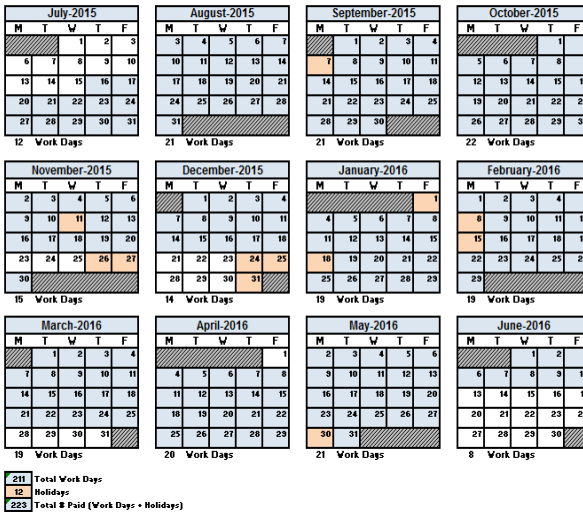 July-2015
M T W T F
1 2 3
6 7 8 9 10
13 14 15 16 17
20 21 22 23 24
27 28 29 30 31
12 Work Days
August-2015
M T W T F
3 4 5 6 7
10 11 12 13 14
17 18 19 20 21
24 25 26 27 28
31
21 Work Days
September-2015
M T W T F
1 2 3 4
7 8 9 10 11
14 15 16 17 18
21 22 23 24 25
28 29 30
21 Work Days
October-2015
M T W T F
1
5 6 7 8
12 13 14 15 1
19 20 21 22 2
26 27 28 29 3
22 Work Days
November-2015
M T W T F
2 3 4 5 6
9 10 11 12 13
16 17 18 19 20
23 24 25 26 27
30
15 Work Days
December-2015
M T W T F
1 2 3 4
7 8 9 10 11
14 15 16 17 18
21 22 23 24 25
28 29 30 31
14 Work Days
January-2016
M T W T F
1
4 5 6 7 8
11 12 13 14 15
18 19 20 21 22
25 26 27 28 29
19 Work Days
February-2016
M T W T F
1 2 3 4
8 9 10 11 1
15 16 17 18 1
22 23 24 25 2
29
19 Work Days
March-2016
M T W T F
1 2 3 4
7 8 9 10 11
14 15 16 17 18
21 22 23 24 25
28 29 30 31
19 Work Days
April-2016
M T W T F
1
4 5 6 7 8
11 12 13 14 15
18 19 20 21 22
25 26 27 28 29
20 Work Days
May-2016
M T W T F
2 3 4 5 6
9 10 11 12 13
16 17 18 19 20
23 24 25 26 27
30 31
21 Work Days
June-2016
M T W T F
1 2
6 7 8 9 1
13 14 15 16 1
20 21 22 23 2
27 28 29 30
8 Work Days
211 Total Work Days
12 Holidays
223 Total # Paid (Work Days + Holidays)